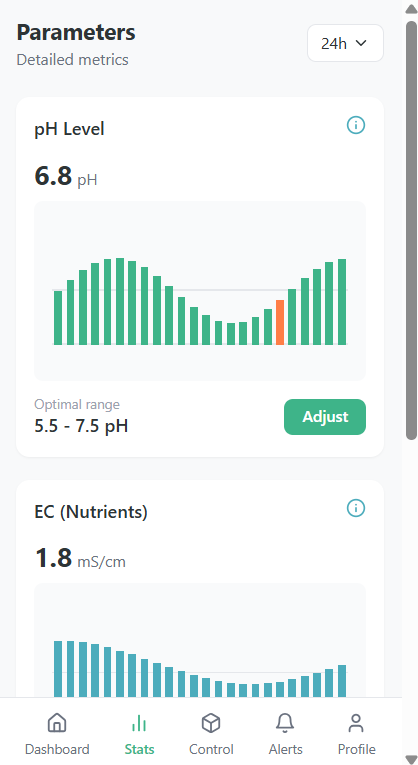 Parameters
Detailed metrics
24h
pH Level
6.8 pH
Optimal range
5.5 - 7.5 pH
Adjust
EC (Nutrients)
1.8 mS/cm
Dashboard
Stats
Control
Alerts
Profile